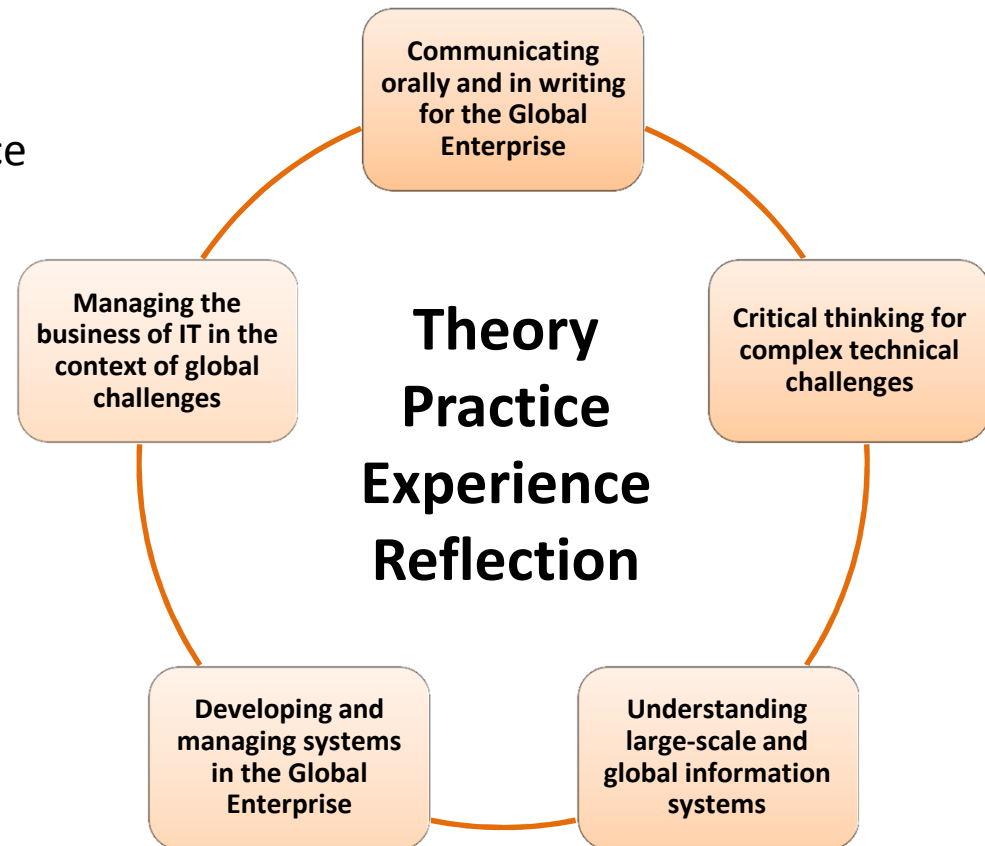 Communicating
orally and in writing
for the Global
Enterprise
Managing the
business of IT in the
context of global
challenges
Theory
Practice
Experience
Reflection
Critical thinking for
complex technical
challenges
Developing and
managing systems
in the Global
Enterprise
Understanding
large-scale and
global information
systems